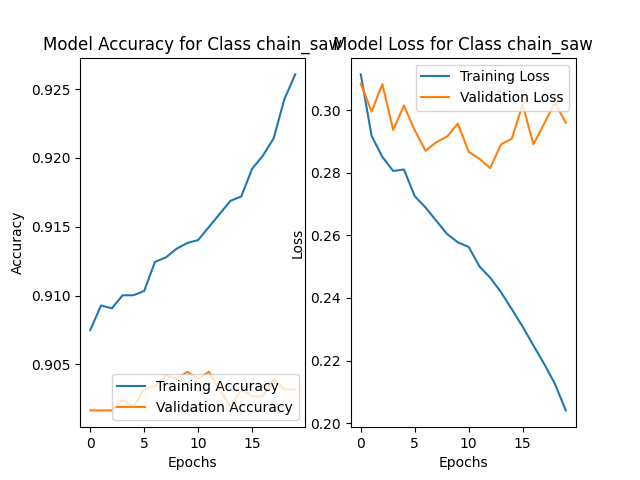 Model Accuracy for Class chain_saw
Model Loss for Class chain_saw
0.925
0.920
0.915
0.910
0.905
Accuracy
Training Accuracy
Validation Accuracy
0 5 10 15
Epochs
0.30
0.28
0.26
0.24
0.22
0.20
Loss
Training Loss
Validation Loss
0 5 10 15
Epochs